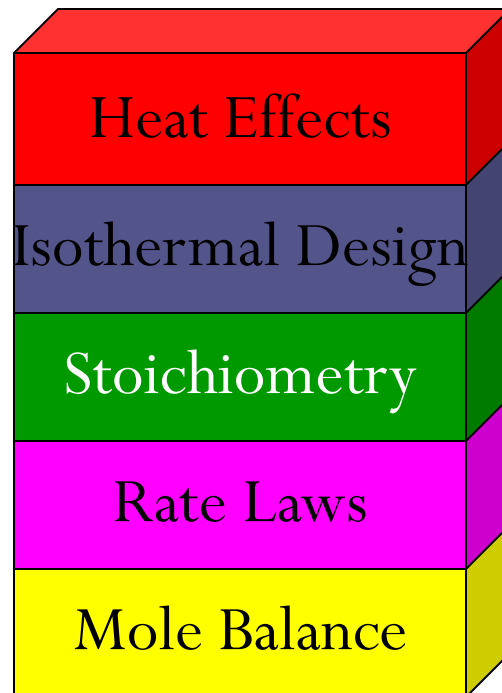 Heat Effects
Isothermal Design
Stoichiometry
Rate Laws
Mole Balance